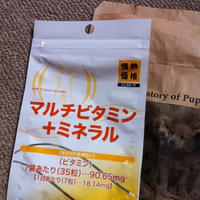 情熱
価格
マルチビタミン
+ミネラル
(ビタミン)
1袋あたり(35粒)…90.65mg
【1日あたり(7粒)…18.14mg】
story of Pup